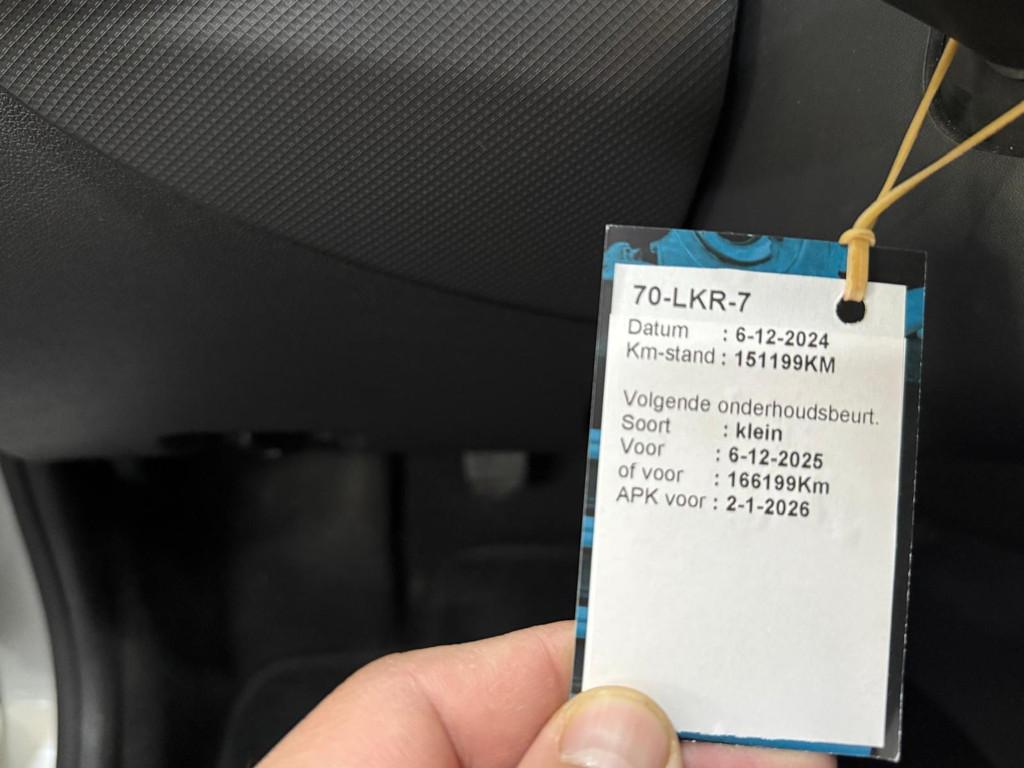 70-LKR-7
Datum : 6-12-2024
Km-stand : 151199KM
Volgende onderhoudsbeurt.
Soort : klein
Voor : 6-12-2025
of voor : 166199Km
APK voor : 2-1-2026